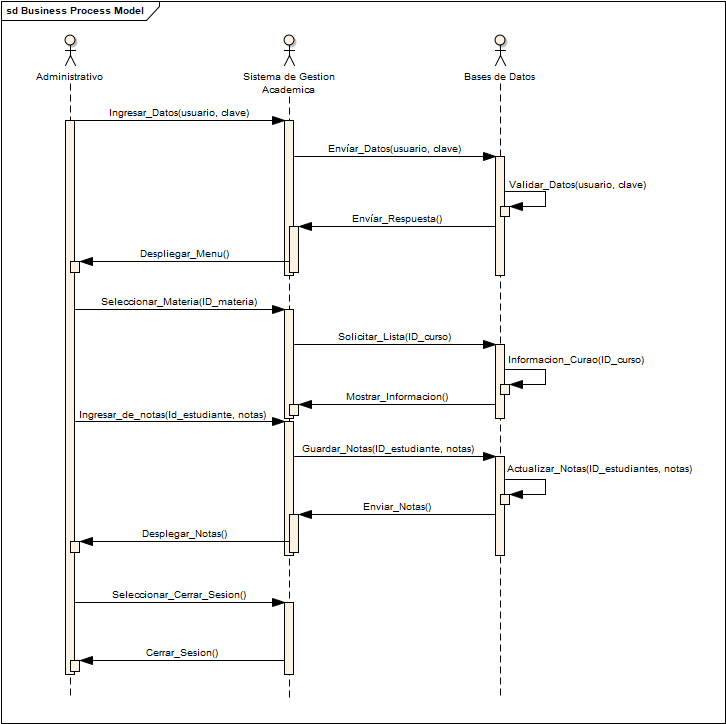 sd Business Process Model
Administrativo
Sistema de Gestion
Academica
Bases de Datos
Ingresar_Datos(usuario, clave)
Envíar_Datos(usuario, clave)
Validar_Datos(usuario, clave)
Envíar_Respuesta()
Despliegar_Menu()
Seleccionar_Materia(ID_materia)
Solicitar_Lista(ID_curso)
Informacion_Curao(ID_curso)
Mostrar_Informacion()
Ingresar_de_notas(Id_estudiante, notas)
Guardar_Notas(ID_estudiante, notas)
Actualizar_Notas(ID_estudiantes, notas)
Enviar_Notas()
Desplegar_Notas()
Seleccionar_Cerrar_Sesion()
Cerrar_Sesion()